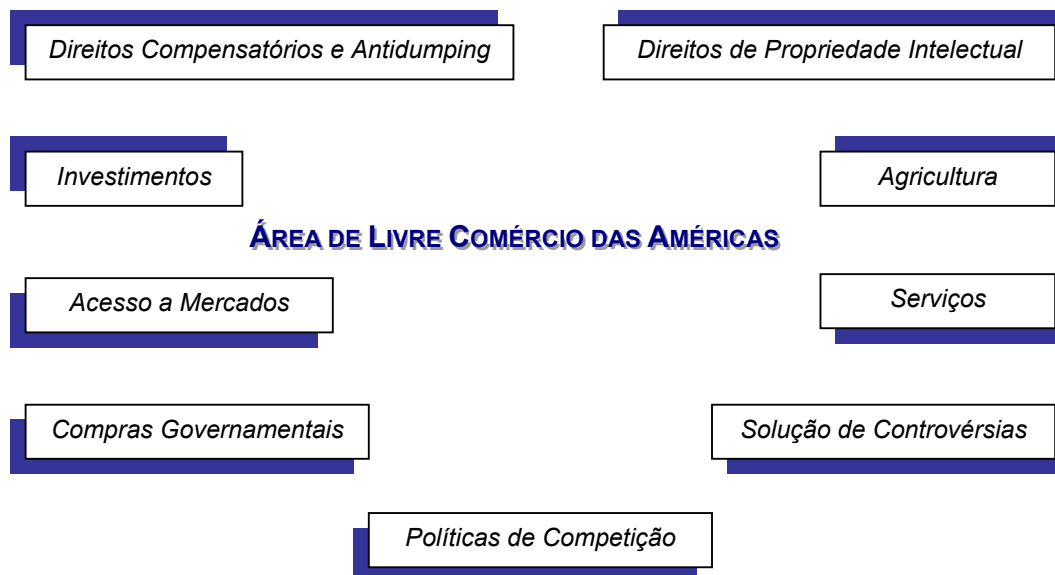 Direitos Compensatórios e Antidumping
Direitos de Propriedade Intelectual
Investimentos
Agricultura
ÁREA DE LIVRE COMÉRCIO DAS AMÉRICAS
Acesso a Mercados
Serviços
Compras Governamentais
Solução de Controvérsias
Políticas de Competição